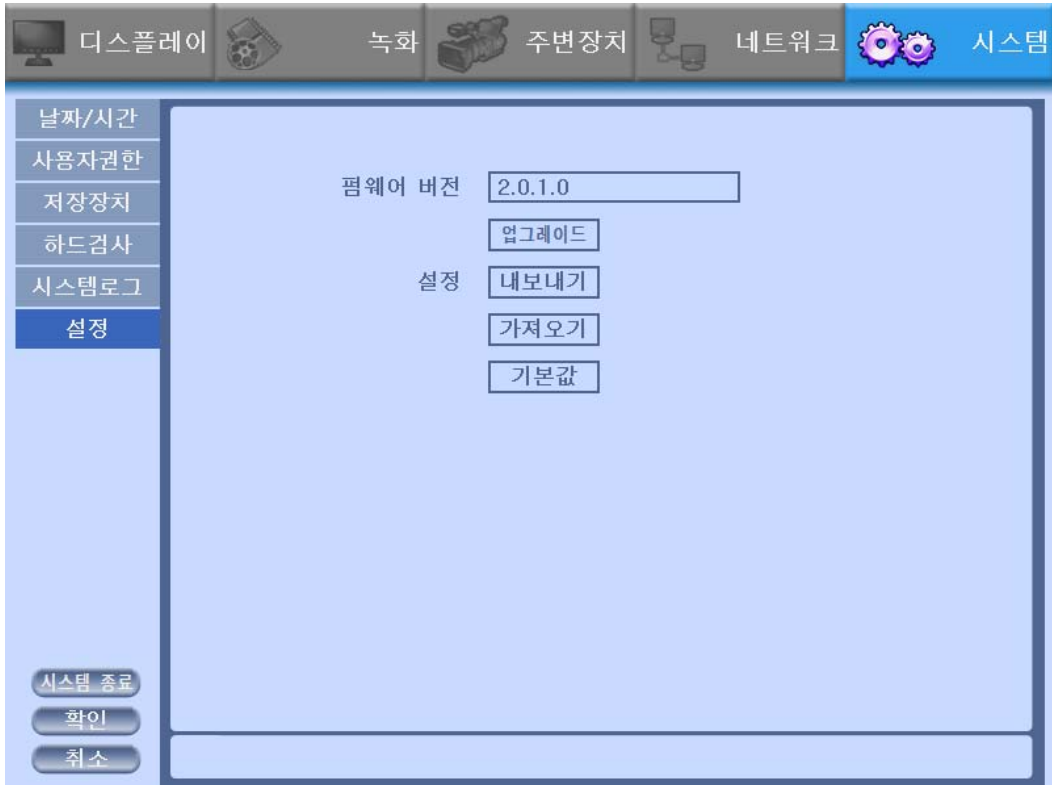 디스플레이 녹화 주변장치 네트워크 시스템
날짜/시간
사용자권한
저장장치
하드검사
시스템로그
설정
펌웨어 버전 2.0.1.0
업그레이드
설정 내보내기
가져오기
기본값
시스템 종료
확인
취소